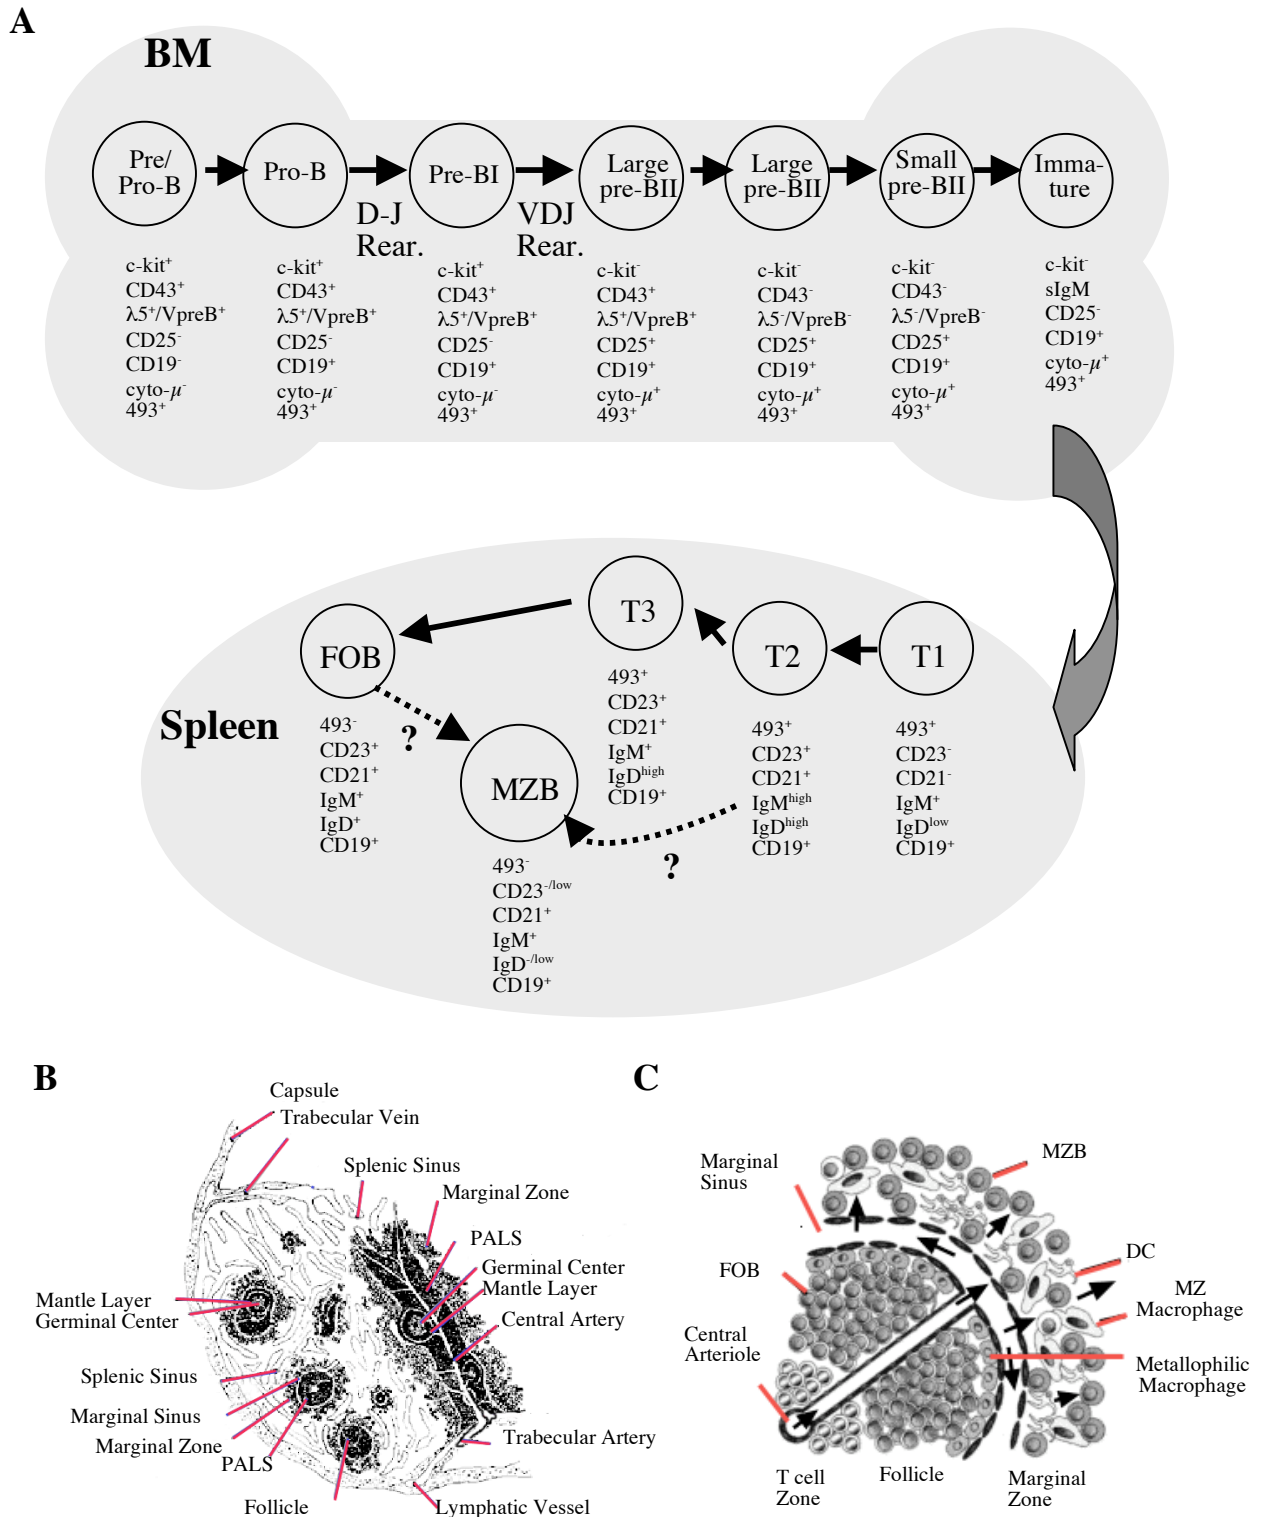 A
BM
Pre/
Pro-B
Pro-B
Pre-BI
Large
pre-BII
Large
pre-BII
Small
pre-BII
Imma-
ture
D-J
Rear.
VDJ
Rear.
c-kit⁺
CD43⁺
λ5⁺/VpreB⁺
CD25⁻
CD19⁻
cyto-μ⁻
493⁺
c-kit⁺
CD43⁺
λ5⁺/VpreB⁺
CD25⁻
CD19⁺
cyto-μ⁻
493⁺
c-kit⁺
CD43⁺
λ5⁺/VpreB⁺
CD25⁻
CD19⁺
cyto-μ⁻
493⁺
c-kit⁻
CD43⁺
λ5⁺/VpreB⁺
CD25⁺
CD19⁺
cyto-μ⁺
493⁺
c-kit⁻
CD43⁻
λ5⁻/VpreB⁻
CD25⁺
CD19⁺
cyto-μ⁺
493⁺
c-kit⁻
CD43⁻
λ5⁻/VpreB⁻
CD25⁺
CD19⁺
cyto-μ⁺
493⁺
c-kit⁻
sIgM
CD25⁻
CD19⁺
cyto-μ⁺
493⁺
Spleen
FOB
493⁻
CD23⁺
CD21⁺
IgM⁺
IgD⁺
CD19⁺
?
MZB
493⁻
CD23⁻/low
CD21⁺
IgM⁺
IgD⁻/low
CD19⁺
T3
493⁺
CD23⁺
CD21⁺
IgM⁺
IgDhigh
CD19⁺
?
T2
493⁺
CD23⁺
CD21⁺
IgMhigh
IgDhigh
CD19⁺
T1
493⁺
CD23⁻
CD21⁻
IgM⁺
IgDlow
CD19⁺
B
Capsule
Trabecular Vein
Splenic Sinus
Marginal Zone
PALS
Germinal Center
Mantle Layer
Central Artery
Mantle Layer
Germinal Center
Splenic Sinus
Marginal Sinus
Marginal Zone
PALS
Follicle
Trabecular Artery
Lymphatic Vessel
C
Marginal
Sinus
MZB
FOB
DC
MZ
Macrophage
Central
Arteriole
Metallophilic
Macrophage
T cell
Zone
Follicle
Marginal
Zone